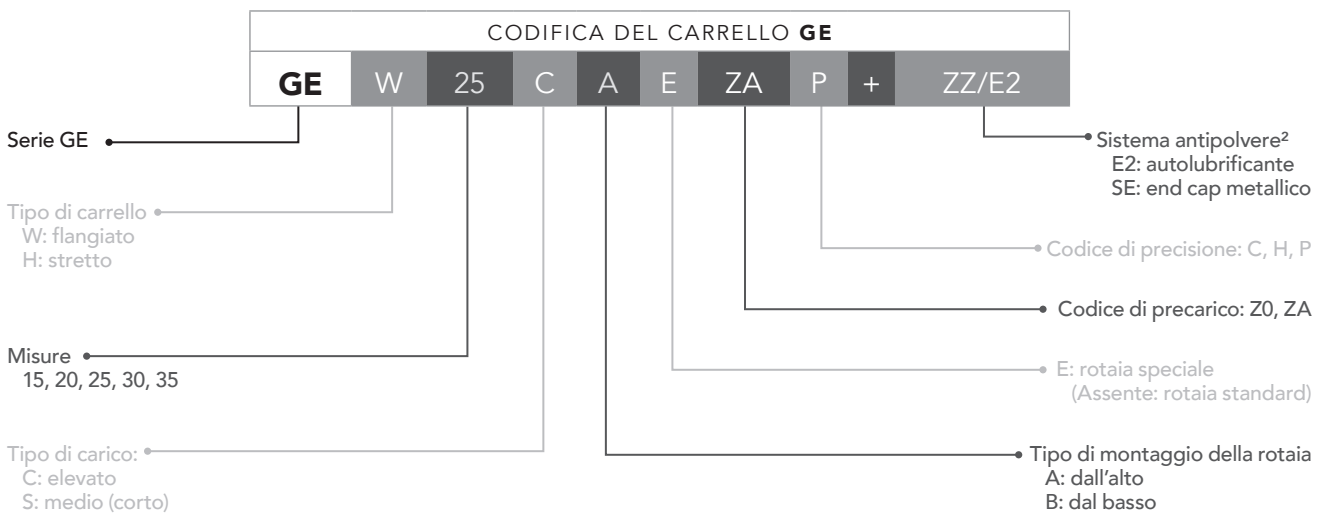 CODIFICA DEL CARRELLO GE
GE W 25 C A E ZA P + ZZ/E2
Serie GE
Tipo di carrello
W: flangiato
H: stretto
Misure
15, 20, 25, 30, 35
Tipo di carico:
C: elevato
S: medio (corto)
Sistema antipolvere²
E2: autolubrificante
SE: end cap metallico
Codice di precisione: C, H, P
Codice di precarico: Z0, ZA
E: rotaia speciale
(Assente: rotaia standard)
Tipo di montaggio della rotaia
A: dall'alto
B: dal basso